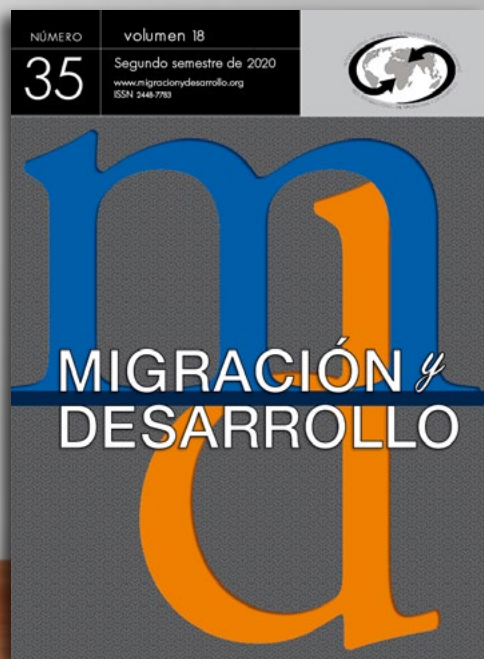 NÚMERO
35
volumen 18
Segundo semestre de 2020
www.migracionydesarrollo.org
ISSN 2448-7783
m
d
MIGRACIÓN y
DESARROLLO